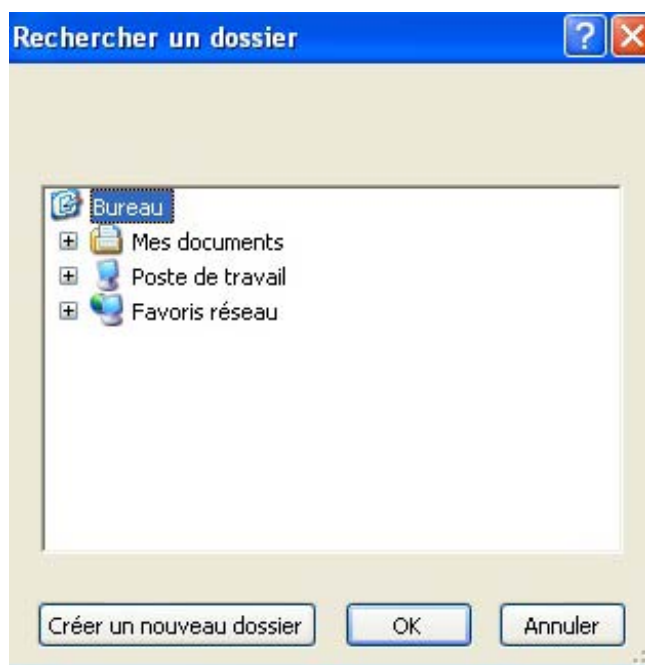 Rechercher un dossier
Bureau
Mes documents
Poste de travail
Favoris réseau
Créer un nouveau dossier OK Annuler